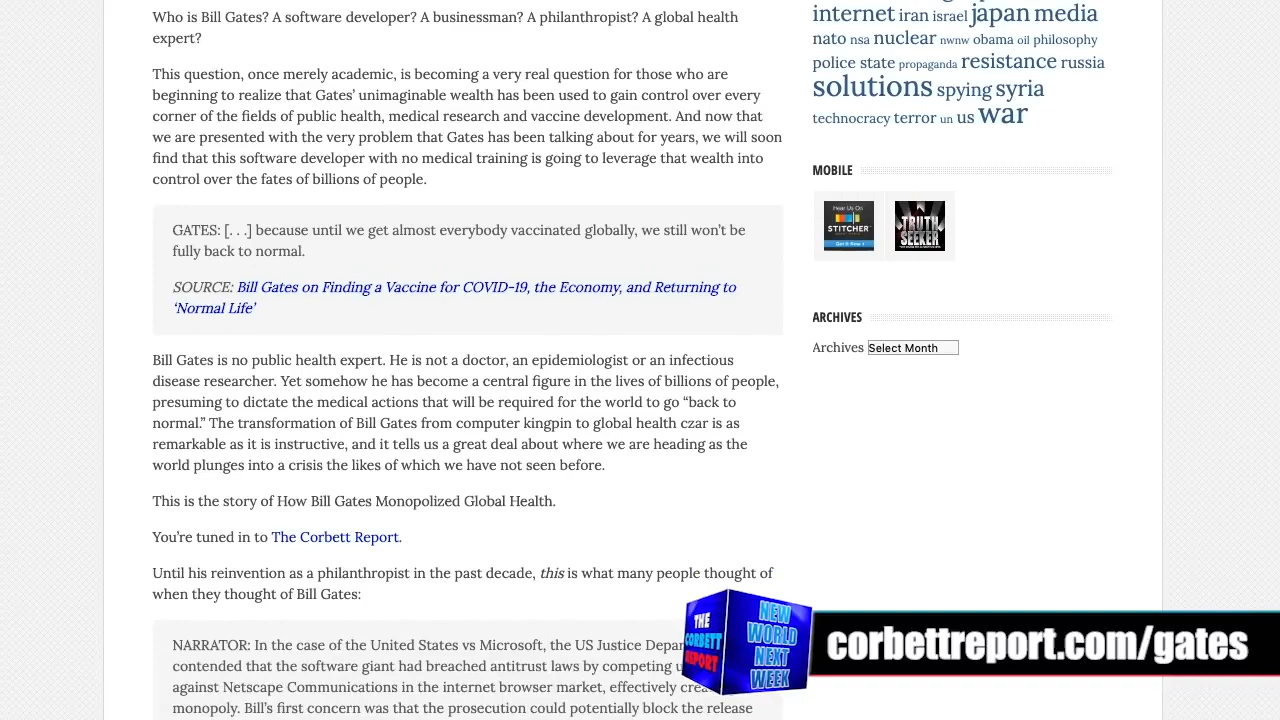 Who is Bill Gates? A software developer? A businessman? A philanthropist? A global health
expert?
This question, once merely academic, is becoming a very real question for those who are
beginning to realize that Gates’ unimaginable wealth has been used to gain control over every
corner of the fields of public health, medical research and vaccine development. And now that
we are presented with the very problem that Gates has been talking about for years, we will soon
find that this software developer with no medical training is going to leverage that wealth into
control over the fates of billions of people.
GATES: [. . .] because until we get almost everybody vaccinated globally, we still won’t be
fully back to normal.
SOURCE: Bill Gates on Finding a Vaccine for COVID-19, the Economy, and Returning to
‘Normal Life’
Bill Gates is no public health expert. He is not a doctor, an epidemiologist or an infectious
disease researcher. Yet somehow he has become a central figure in the lives of billions of people,
presuming to dictate the medical actions that will be required for the world to go “back to
normal.” The transformation of Bill Gates from computer kingpin to global health czar is as
remarkable as it is instructive, and it tells us a great deal about where we are heading as the
world plunges into a crisis the likes of which we have not seen before.
This is the story of How Bill Gates Monopolized Global Health.
You’re tuned in to The Corbett Report.
Until his reinvention as a philanthropist in the past decade, this is what many people thought of
when they thought of Bill Gates:
NARRATOR: In the case of the United States vs Microsoft, the US Justice
contended that the software giant had breached antitrust laws by competing
against Netscape Communications in the internet browser market, effectively
monopoly. Bill’s first concern was that the prosecution could potentially block the release
internet iran israel japan media
nato nsa nuclear nwnw obama oil philosophy
police state propaganda resistance russia
solutions spying syria
technocracy terror un us war
MOBILE
Hear Us On
STITCHER
Get It Now
TRUTH
SEEKER
ARCHIVES
Archives Select Month
THE
CORBETT
REPORT
NEW
WORLD
NEXT
WEEK
corbettreport.com/gates